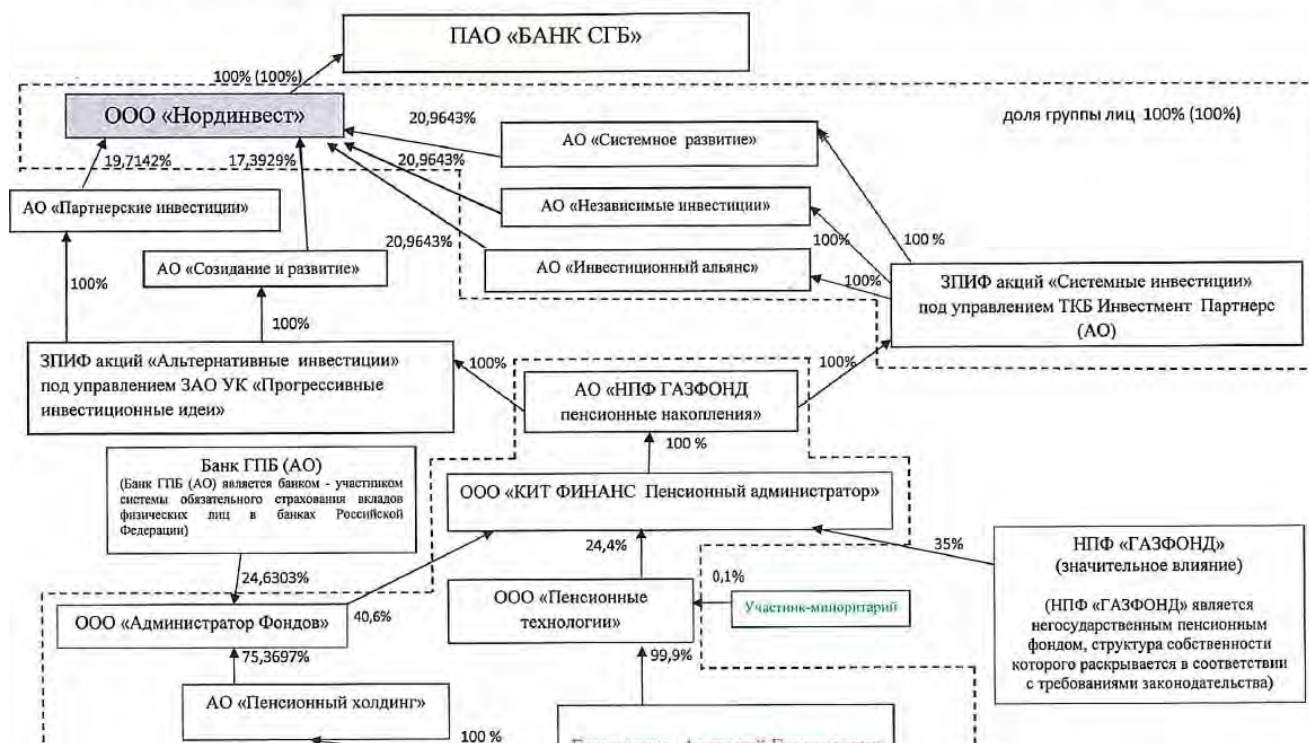 ПАО «БАНК СГБ»
100% (100%)
ООО «Нординвест»
доля группы лиц 100% (100%)
20,9643%
АО «Системное развитие»
19,7142%
17,3929%
20,9643%
АО «Партнерские инвестиции»
АО «Независимые инвестиции»
20,9643%
100%
100 %
АО «Созидание и развитие»
АО «Инвестиционный альянс»
100%
100%
ЗПИФ акций «Системные инвестиции»
под управлением ТКБ Инвестмент Партнерс
(АО)
100%
ЗПИФ акций «Альтернативные инвестиции»
под управлением ЗАО УК «Прогрессивные
инвестиционные идеи»
100%
100%
АО «НПФ ГАЗФОНД
пенсионные накопления»
100 %
Банк ГПБ (АО)
(Банк ГПБ (АО) является банком - участником
системы обязательного страхования вкладов
физических лиц в банках Российской
Федерации)
ООО «КИТ ФИНАНС Пенсионный администратор»
24,4%
35%
НПФ «ГАЗФОНД»
(значительное влияние)
(НПФ «ГАЗФОНД» является
негосударственным пенсионным
фондом, структура собственности
которого раскрывается в соответствии
с требованиями законодательства)
24,6303%
0,1%
ООО «Администратор Фондов»
40,6%
ООО «Пенсионные
технологии»
Участник-миноритарий
75,3697%
99,9%
АО «Пенсионный холдинг»
100 %